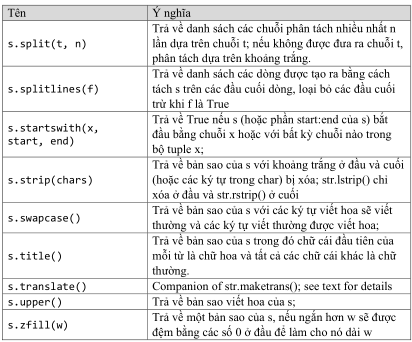 Tên
Ý nghĩa
s.split(t, n)
Trả về danh sách các chuỗi phân tách nhiều nhất n
lần dựa trên chuỗi t; nếu không được đưa ra chuỗi t,
phân tách dựa trên khoảng trắng.
s.splitlines(f)
Trả về danh sách các dòng được tạo ra bằng cách
tách s trên các đầu cuối dòng, loại bỏ các đầu cuối
trừ khi f là True
s.startswith(x,
start, end)
Trả về True nếu s (hoặc phần start:end của s) bắt
đầu bằng chuỗi x hoặc với bất kỳ chuỗi nào trong
bộ tuple x;
s.strip(chars)
Trả về bản sao của s với khoảng trắng ở đầu và cuối
(hoặc các ký tự trong char) bị xóa; str.lstrip() chỉ
xóa ở đầu và str.rstrip() ở cuối
s.swapcase()
Trả về bản sao của s với các ký tự viết hoa sẽ viết
thường và các ký tự viết thường được viết hoa;
s.title()
Trả về bản sao của s trong đó chữ cái đầu tiên của
mỗi từ là chữ hoa và tất cả các chữ cái khác là chữ
thường.
s.translate()
Companion of str.maketrans(); see text for details
s.upper()
Trả về bản sao viết hoa của s;
s.zfill(w)
Trả về một bản sao của s, nếu ngắn hơn w sẽ được
đệm bằng các số 0 ở đầu để làm cho nó dài w